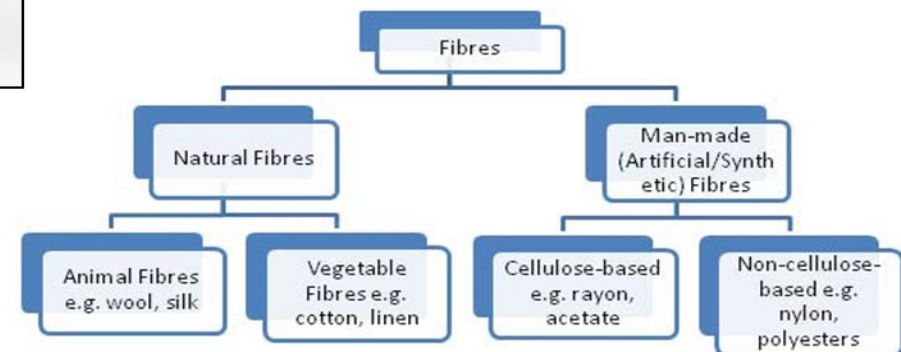 Fibres
Natural Fibres
Man-made
(Artificial/Synth
etic) Fibres
Animal Fibres
e.g. wool, silk
Vegetable
Fibres e.g.
cotton, linen
Cellulose-based
e.g. rayon,
acetate
Non-cellulose-
based e.g.
nylon,
polyesters